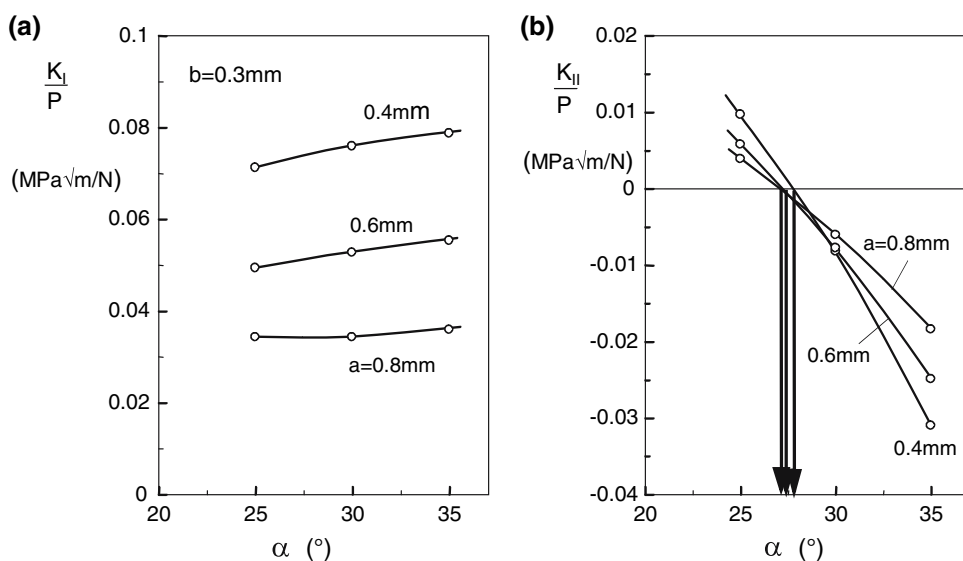 (a)
0.1
K_I
P
(MPa√m/N)
b=0.3mm
0.4mm
0.6mm
a=0.8mm
0.08
0.06
0.04
0.02
0
20 25 30 35
α (°)
(b)
0.02
K_II
P
(MPa√m/N)
0.01
0
-0.01
-0.02
-0.03
-0.04
a=0.8mm
0.6mm
0.4mm
20 25 30 35
α (°)